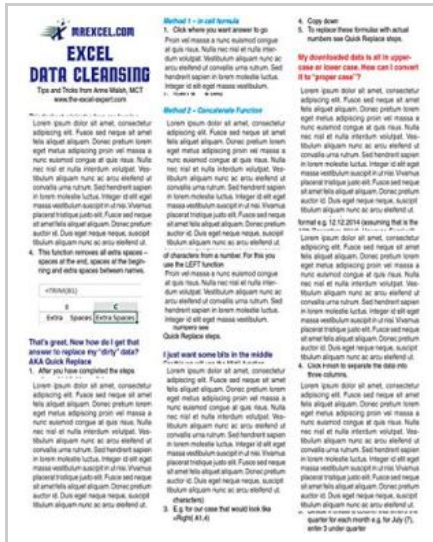 MREXCEL.COM
EXCEL
DATA CLEANSING
Tips and Tricks from Anne Walsh, MCT
www.the-excel-expert.com
Lorem ipsum dolor sit amet, consectetur
adipiscing elit. Fusce sed neque sit amet
felis aliquet aliquam. Donec pretium lorem
eget metus adipiscing proin vel massa a
nunc euismod congue at quis risus. Nulla
nec nisl et nulla interdum volutpat. Ves-
tibulum aliquam nunc ac arcu eleifend ut
convallis urna rutrum. Sed hendrerit sapien
in lorem molestie luctus. Integer id elit eget
massa vestibulum suscipit in ut nisi. Vivamus
placerat tristique justo elit. Fusce sed neque
sit amet felis aliquet aliquam. Donec pretium
auctor id. Duis eget neque neque, suscipit
tibulum aliquam nunc ac arcu eleifend ut
4. This function removes all extra spaces –
spaces at the end, spaces at the begin-
ning and extra spaces between names.
=TRIM(B1)
B C
Extra Spaces Extra Spaces
That's great. Now how do I get that
answer to replace my "dirty" data?
AKA Quick Replace
1. After you have completed the steps
Lorem ipsum dolor sit amet, consectetur
adipiscing elit. Fusce sed neque sit amet
felis aliquet aliquam. Donec pretium lorem
eget metus adipiscing proin vel massa a
nunc euismod congue at quis risus. Nulla
nec nisl et nulla interdum volutpat. Ves-
tibulum aliquam nunc ac arcu eleifend ut
convallis urna rutrum. Sed hendrerit sapien
in lorem molestie luctus. Integer id elit eget
massa vestibulum suscipit in ut nisi. Vivamus
placerat tristique justo elit. Fusce sed neque
sit amet felis aliquet aliquam. Donec pretium
auctor id. Duis eget neque neque, suscipit
tibulum aliquam nunc ac arcu eleifend ut.
Method 1 – in cell formula
1. Click where you want answer to go
Proin vel massa a nunc euismod congue
at quis risus. Nulla nec nisl et nulla inter-
dum volutpat. Vestibulum aliquam nunc ac
arcu eleifend ut convallis urna rutrum. Sed
hendrerit sapien in lorem molestie luctus.
Integer id elit eget massa vestibulum.
Method 2 – Concatenate Function
Lorem ipsum dolor sit amet, consectetur
adipiscing elit. Fusce sed neque sit amet
felis aliquet aliquam. Donec pretium lorem
eget metus adipiscing proin vel massa a
nunc euismod congue at quis risus. Nulla
nec nisl et nulla interdum volutpat. Ves-
tibulum aliquam nunc ac arcu eleifend ut
convallis urna rutrum. Sed hendrerit sapien
in lorem molestie luctus. Integer id elit eget
massa vestibulum suscipit in ut nisi. Vivamus
placerat tristique justo elit. Fusce sed neque
sit amet felis aliquet aliquam. Donec pretium
auctor id. Duis eget neque neque, suscipit
tibulum aliquam nunc ac arcu eleifend ut.
of characters from a number. For this you
use the LEFT function
Proin vel massa a nunc euismod congue
at quis risus. Nulla nec nisl et nulla inter-
dum volutpat. Vestibulum aliquam nunc ac
arcu eleifend ut convallis urna rutrum. Sed
hendrerit sapien in lorem molestie luctus.
Integer id elit eget massa vestibulum.
numbers see
Quick Replace steps.
I just want some bits in the middle
Lorem ipsum dolor sit amet, consectetur
adipiscing elit. Fusce sed neque sit amet
felis aliquet aliquam. Donec pretium lorem
eget metus adipiscing proin vel massa a
nunc euismod congue at quis risus. Nulla
nec nisl et nulla interdum volutpat. Ves-
tibulum aliquam nunc ac arcu eleifend ut
convallis urna rutrum. Sed hendrerit sapien
in lorem molestie luctus. Integer id elit eget
massa vestibulum suscipit in ut nisi. Vivamus
placerat tristique justo elit. Fusce sed neque
sit amet felis aliquet aliquam. Donec pretium
auctor id. Duis eget neque neque, suscipit
tibulum aliquam nunc ac arcu eleifend ut.
characters)
3. E.g. for our case that would look like
=Right( A1,4)
4. Copy down
5. To replace these formulas with actual
numbers see Quick Replace steps.
My downloaded data is all in upper-
case or lower case. How can I convert
it to "proper case"?
Lorem ipsum dolor sit amet, consectetur
adipiscing elit. Fusce sed neque sit amet
felis aliquet aliquam. Donec pretium lorem
eget metus adipiscing proin vel massa a
nunc euismod congue at quis risus. Nulla
nec nisl et nulla interdum volutpat. Ves-
tibulum aliquam nunc ac arcu eleifend ut
convallis urna rutrum. Sed hendrerit sapien
in lorem molestie luctus. Integer id elit eget
massa vestibulum suscipit in ut nisi. Vivamus
placerat tristique justo elit. Fusce sed neque
sit amet felis aliquet aliquam. Donec pretium
auctor id. Duis eget neque neque, suscipit
tibulum aliquam nunc ac arcu eleifend ut.
format e.g. 12.12.2014 (assuming that is the
Lorem ipsum dolor sit amet, consectetur
adipiscing elit. Fusce sed neque sit amet
felis aliquet aliquam. Donec pretium lorem
eget metus adipiscing proin vel massa a
nunc euismod congue at quis risus. Nulla
nec nisl et nulla interdum volutpat. Ves-
tibulum aliquam nunc ac arcu eleifend ut
convallis urna rutrum. Sed hendrerit sapien
in lorem molestie luctus. Integer id elit eget
massa vestibulum suscipit in ut nisi. Vivamus
placerat tristique justo elit. Fusce sed neque
sit amet felis aliquet aliquam. Donec pretium
auctor id. Duis eget neque neque, suscipit
tibulum aliquam nunc ac arcu eleifend ut.
4. Click Finish to separate the data into
three columns.
Lorem ipsum dolor sit amet, consectetur
adipiscing elit. Fusce sed neque sit amet
felis aliquet aliquam. Donec pretium lorem
eget metus adipiscing proin vel massa a
nunc euismod congue at quis risus. Nulla
nec nisl et nulla interdum volutpat. Ves-
tibulum aliquam nunc ac arcu eleifend ut
convallis urna rutrum. Sed hendrerit sapien
in lorem molestie luctus. Integer id elit eget
massa vestibulum suscipit in ut nisi. Vivamus
placerat tristique justo elit. Fusce sed neque
sit amet felis aliquet aliquam. Donec pretium
auctor id. Duis eget neque neque, suscipit
tibulum aliquam nunc ac arcu eleifend ut.
quarter for each month e.g. for July (7),
enter 3 under quarter